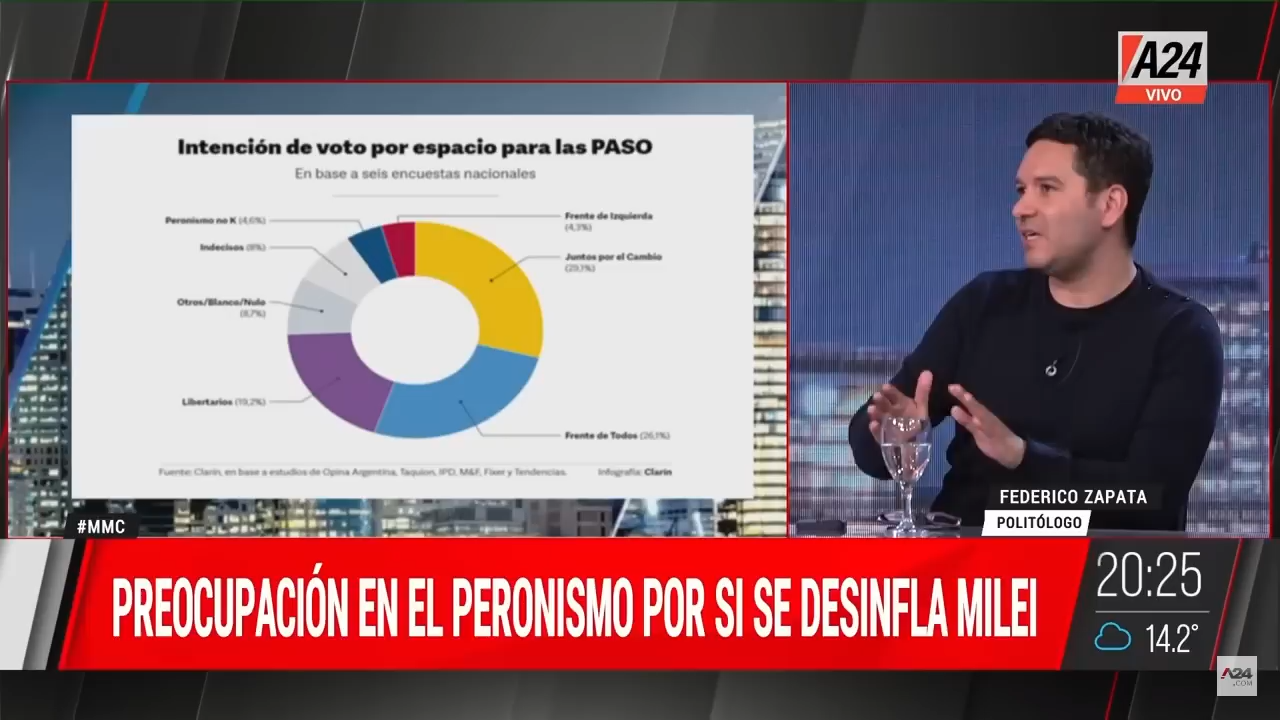 A24
VIVO
Intención de voto por espacio para las PASO
En base a seis encuestas nacionales
Peronismo no K (4,6%)
Indecisos (8%)
Otros/Blanco/Nulo
(8,7%)
Libertarios (19,2%)
Frente de Izquierda
(4,3%)
Juntos por el Cambio
(29,1%)
Frente de Todos (26,1%)
Fuente: Clarín, en base a estudios de Opina Argentina, Taquion, IPD, M&F, Fixer y Tendencias.
Infografía: Clarín
#MMC
FEDERICO ZAPATA
POLITÓLOGO
PREOCUPACIÓN EN EL PERONISMO POR SI SE DESINFLA MILEI
20:25
14.2°
A24
.COM